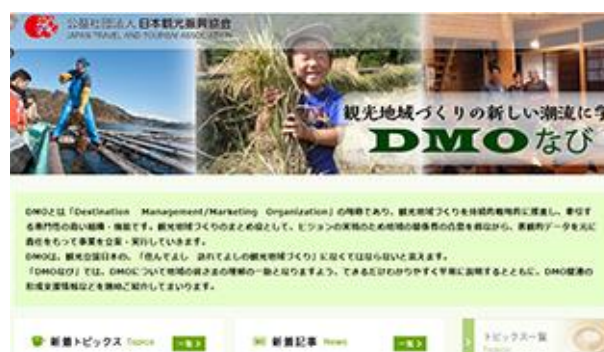 公益社団法人 日本観光振興協会
JAPAN TRAVEL AND TOURISM ASSOCIATION
観光地域づくりの新しい潮流に学
DMOなび
DMOとは「Destination Management/Marketing Organization」の略称であり、観光地域づくりを持続的戦略的に推進し、牽引す
る専門性の高い組織・機能です。観光地域づくりのまとめ役として、ビジョンの実現のため地域の関係者の合意を得ながら、客観的データを元に
責任をもって事業を立案・実行していきます。
DMOは、観光立国日本の、「住んでよし 訪れてよしの観光地域づくり」になくてはならないと言えます。
「DMOなび」では、DMOについて地域の皆さまの理解の一助となりますよう、できるだけわかりやすく平易に説明するとともに、DMO関連の
形成支援情報などを随時ご紹介してまいります。
新着トピックス Topics 一覧
新着記事 News 一覧
トピックス一覧
Topics